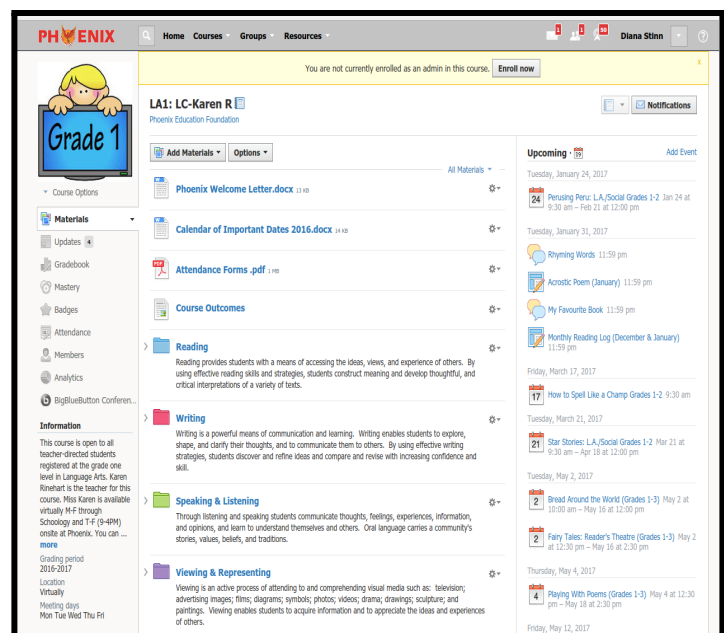 PHOENIX
Home Courses Groups Resources
1 1 50 Diana Stinn
You are not currently enrolled as an admin in this course. Enroll now x
Grade 1
Course Options
Materials
Updates 4
Gradebook
Mastery
Badges
Attendance
Members
Analytics
BigBlueButton Conferen...
Information
This course is open to all
teacher-directed students
registered at the grade one
level in Language Arts. Karen
Rinehart is the teacher for this
course. Miss Karen is available
virtually M-F through
Schoology and T-F (9-4PM)
onsite at Phoenix. You can ...
more
Grading period
2016-2017
Location
Virtually
Meeting days
Mon Tue Wed Thu Fri
LA1: LC-Karen R
Phoenix Education Foundation
Notifications
Add Materials Options
All Materials
Phoenix Welcome Letter.docx 13 KB
Calendar of Important Dates 2016.docx 14 KB
PDF
Attendance Forms .pdf 1 MB
Course Outcomes
Reading
Reading provides students with a means of accessing the ideas, views, and experience of others. By
using effective reading skills and strategies, students construct meaning and develop thoughtful, and
critical interpretations of a variety of texts.
Writing
Writing is a powerful means of communication and learning. Writing enables students to explore,
shape, and clarify their thoughts, and to communicate them to others. By using effective writing
strategies, students discover and refine ideas and compare and revise with increasing confidence and
skill.
Speaking & Listening
Through listening and speaking students communicate thoughts, feelings, experiences, information,
and opinions, and learn to understand themselves and others. Oral language carries a community's
stories, values, beliefs, and traditions.
Viewing & Representing
Viewing is an active process of attending to and comprehending visual media such as: television;
advertising images; films; diagrams; symbols; photos; videos; drama; drawings; sculpture; and
paintings. Viewing enables students to acquire information and to appreciate the ideas and experiences
of others.
Upcoming · 19 Add Event
Tuesday, January 24, 2017
24 Perusing Peru: L.A./Social Grades 1-2 Jan 24 at
9:30 am – Feb 21 at 12:00 pm
Tuesday, January 31, 2017
Rhyming Words 11:59 pm
Acrostic Poem (January) 11:59 pm
My Favourite Book 11:59 pm
Monthly Reading Log (December & January)
11:59 pm
Friday, March 17, 2017
17 How to Spell Like a Champ Grades 1-2 9:30 am
Tuesday, March 21, 2017
21 Star Stories: L.A./Social Grades 1-2 Mar 21 at
9:30 am – Apr 18 at 12:00 pm
Tuesday, May 2, 2017
2 Bread Around the World (Grades 1-3) May 2 at
10:00 am – May 16 at 12:00 pm
2 Fairy Tales: Reader's Theatre (Grades 1-3) May 2
at 12:30 pm – May 16 at 2:30 pm
Thursday, May 4, 2017
4 Playing With Poems (Grades 1-3) May 4 at 12:30
pm – May 18 at 2:30 pm
Friday, May 12, 2017